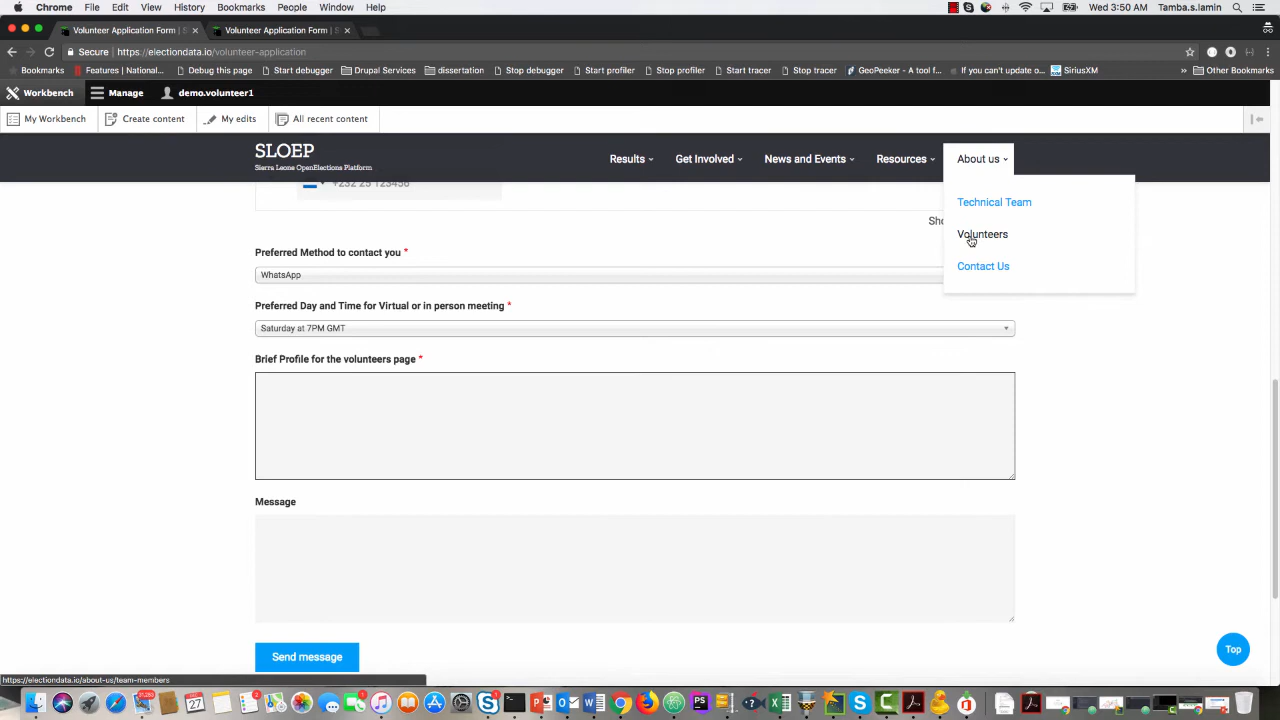 Chrome File Edit View History Bookmarks People Window Help Wed 3:50 AM Tamba.s.lamin
Volunteer Application Form | S Volunteer Application Form | S
Secure https://electiondata.io/volunteer-application
Bookmarks Features | National... Debug this page Start debugger Drupal Services dissertation Stop debugger Start profiler Stop profiler Start tracer Stop tracer GeoPeeker - A tool f... If you can't update o... SiriusXM » Other Bookmarks
Workbench Manage demo.volunteer1
My Workbench Create content My edits All recent content
SLOEP
Sierra Leone OpenElections Platform
Results Get Involved News and Events Resources About us
Technical Team
Volunteers
Contact Us
+232 25 123456
Sho
Preferred Method to contact you *
WhatsApp
Preferred Day and Time for Virtual or in person meeting *
Saturday at 7PM GMT
Brief Profile for the volunteers page *
Message
Send message
Top
https://electiondata.io/about-us/team-members